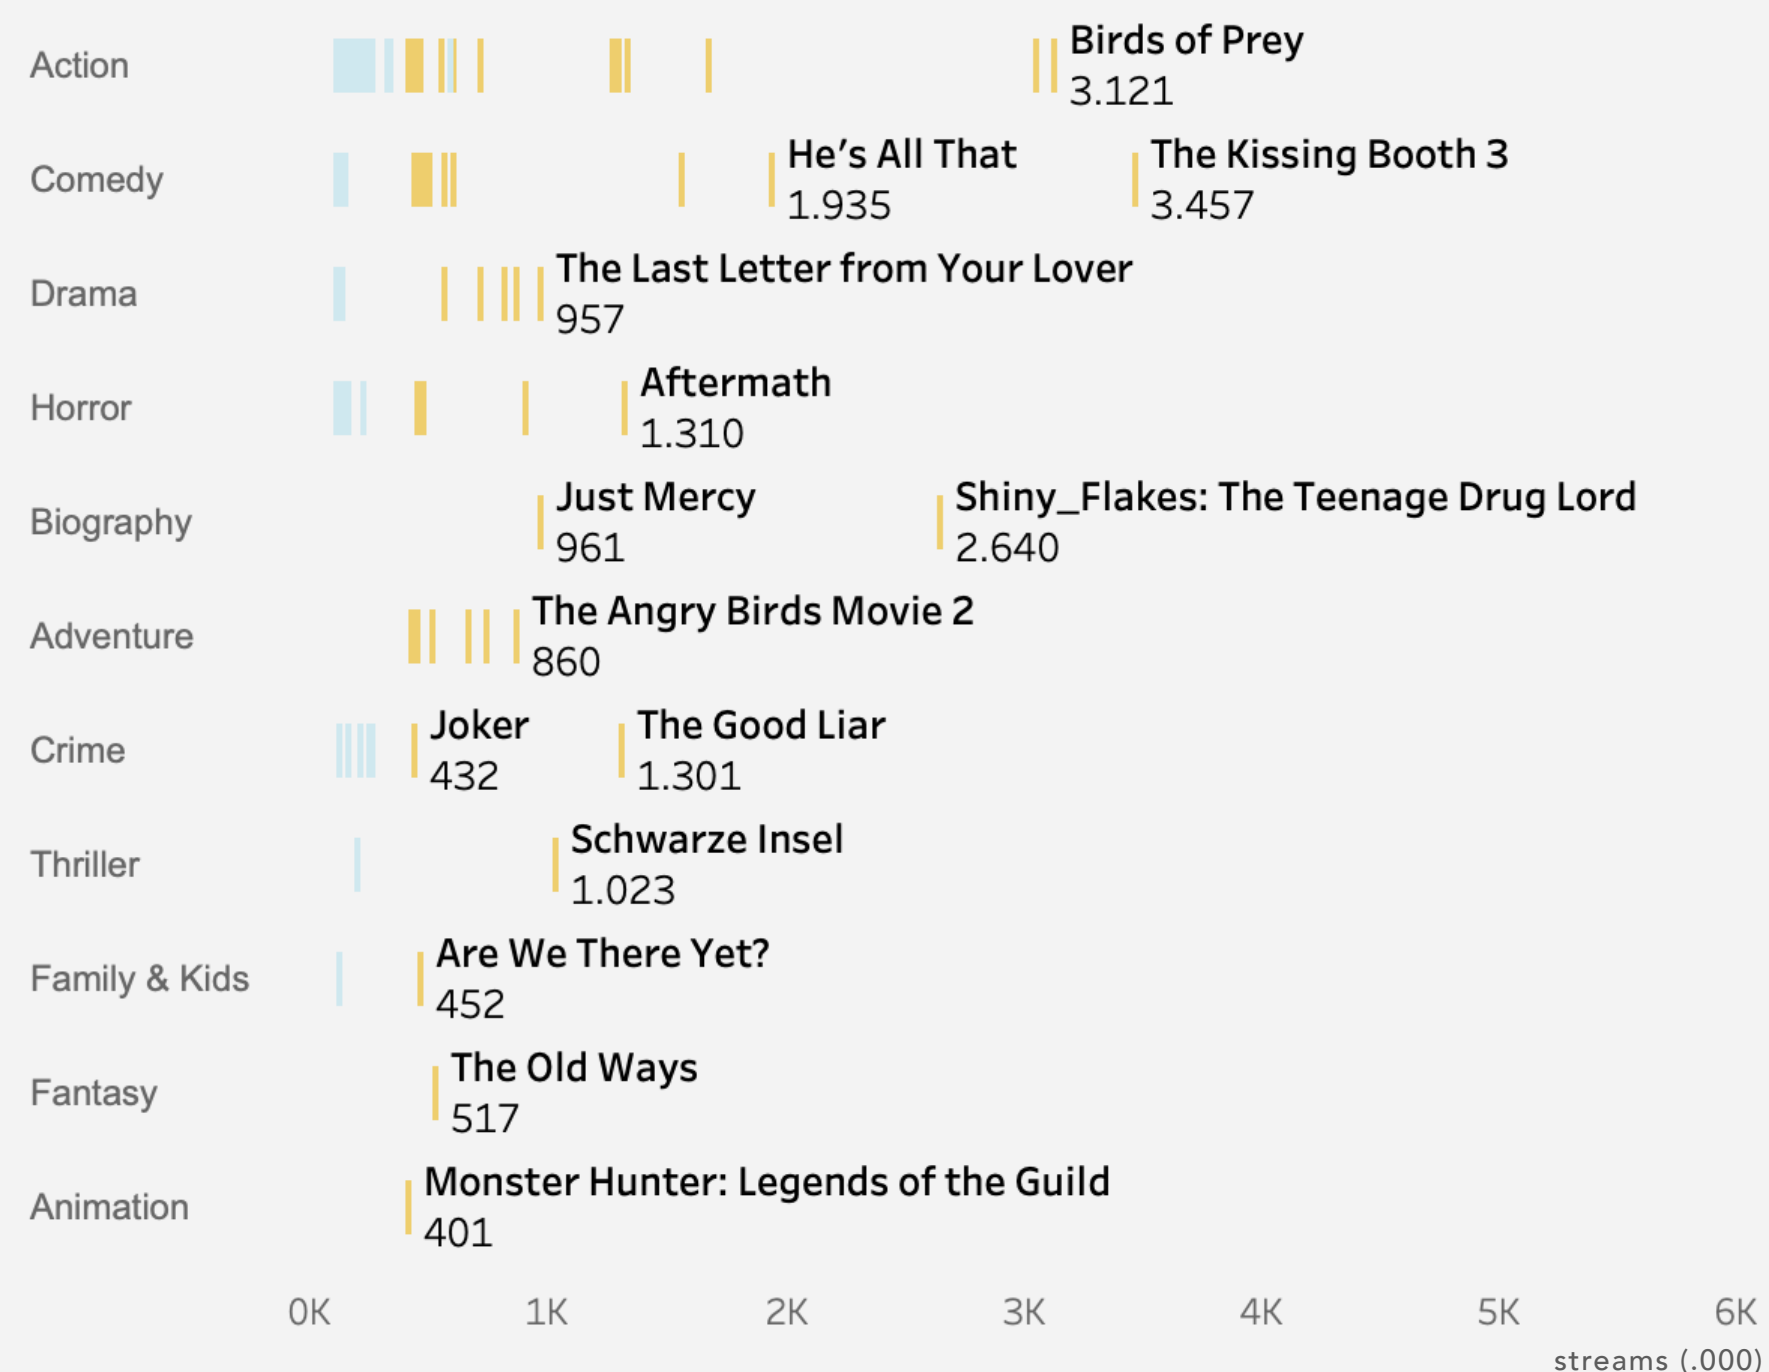 Action
Birds of Prey
3.121
Comedy
He's All That
1.935
The Kissing Booth 3
3.457
Drama
The Last Letter from Your Lover
957
Horror
Aftermath
1.310
Biography
Just Mercy
961
Shiny_Flakes: The Teenage Drug Lord
2.640
Adventure
The Angry Birds Movie 2
860
Crime
Joker
432
The Good Liar
1.301
Thriller
Schwarze Insel
1.023
Family & Kids
Are We There Yet?
452
Fantasy
The Old Ways
517
Animation
Monster Hunter: Legends of the Guild
401
0K 1K 2K 3K 4K 5K 6K
streams (.000)